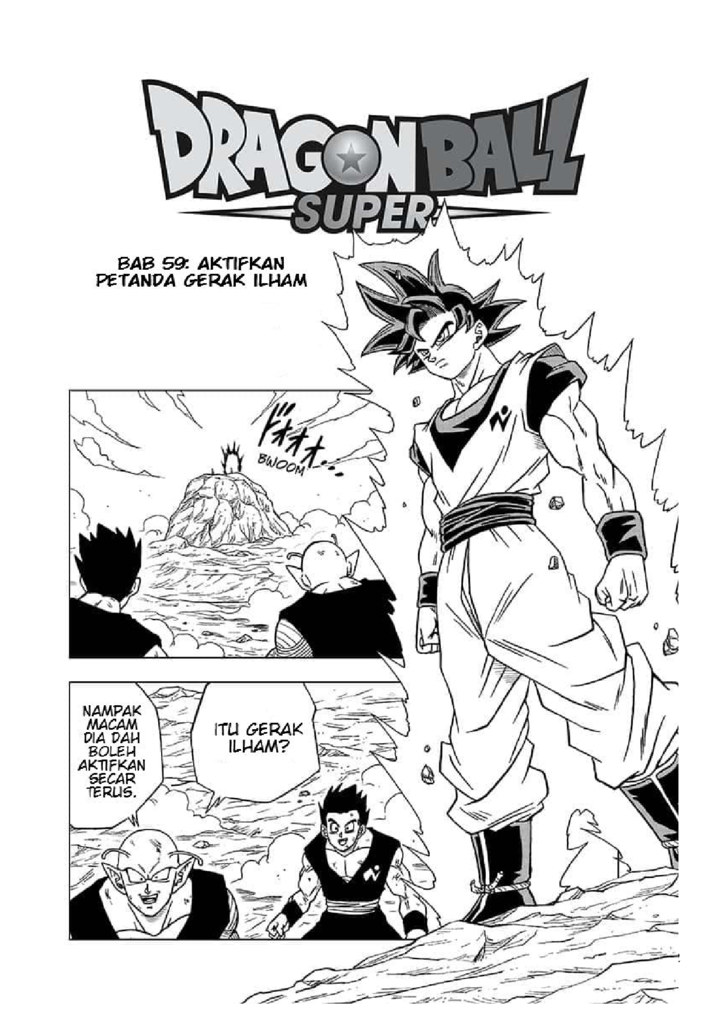 DRAGON BALL
SUPER
BAB 59: AKTIFKAN
PETANDA GERAK ILHAM
ドオオオ...
BWOOM
ITU GERAK
ILHAM?
NAMPAK
MACAM
DIA DAH
BOLEH
AKTIFKAN
SECAR
TERUS.